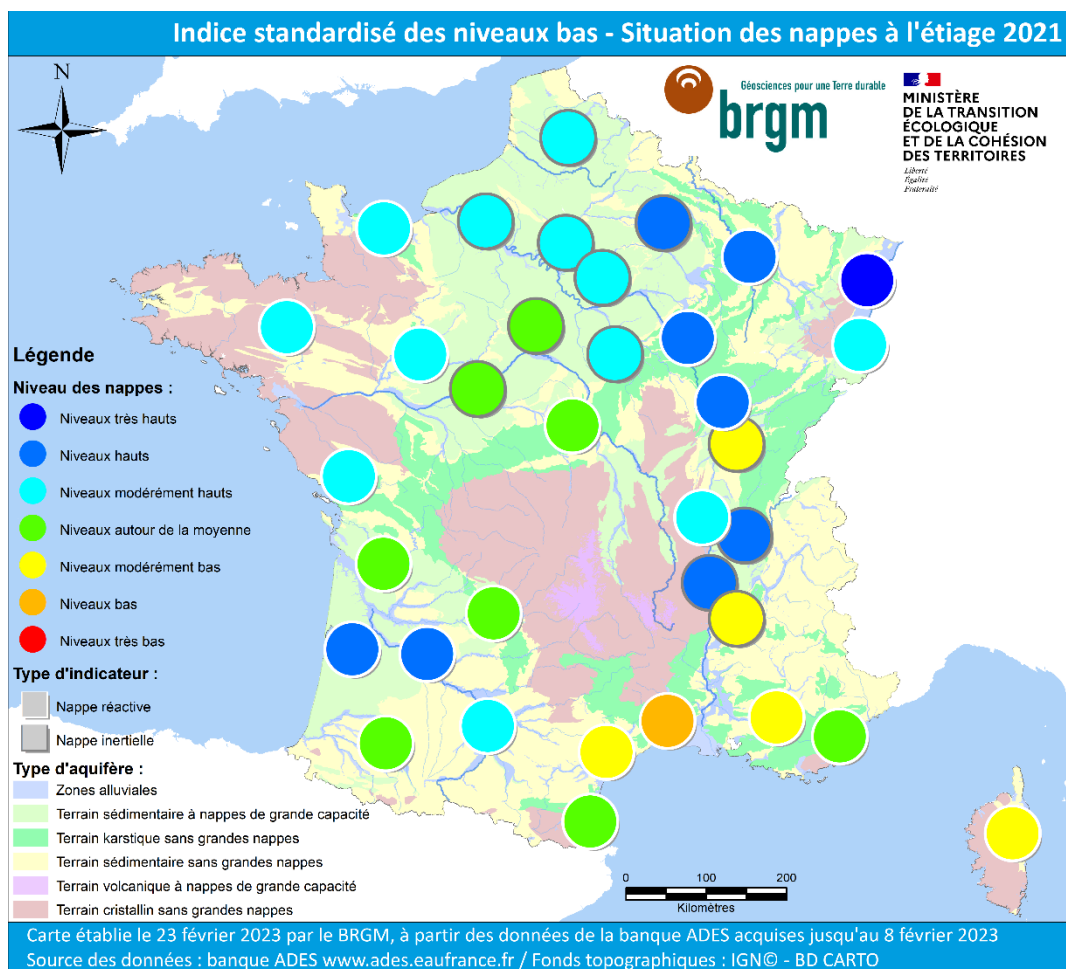 Indice standardisé des niveaux bas - Situation des nappes à l'étiage 2021
N
Géosciences pour une Terre durable
brgm
MINISTÈRE
DE LA TRANSITION
ÉCOLOGIQUE
ET DE LA COHÉSION
DES TERRITOIRES
Liberté
Égalité
Fraternité
Légende
Niveau des nappes :
Niveaux très hauts
Niveaux hauts
Niveaux modérément hauts
Niveaux autour de la moyenne
Niveaux modérément bas
Niveaux bas
Niveaux très bas
Type d'indicateur :
Nappe réactive
Nappe inertielle
Type d'aquifère :
Zones alluviales
Terrain sédimentaire à nappes de grande capacité
Terrain karstique sans grandes nappes
Terrain sédimentaire sans grandes nappes
Terrain volcanique à nappes de grande capacité
Terrain cristallin sans grandes nappes
0 100 200
Kilomètres
Carte établie le 23 février 2023 par le BRGM, à partir des données de la banque ADES acquises jusqu'au 8 février 2023
Source des données : banque ADES www.ades.eaufrance.fr / Fonds topographiques : IGN© - BD CARTO